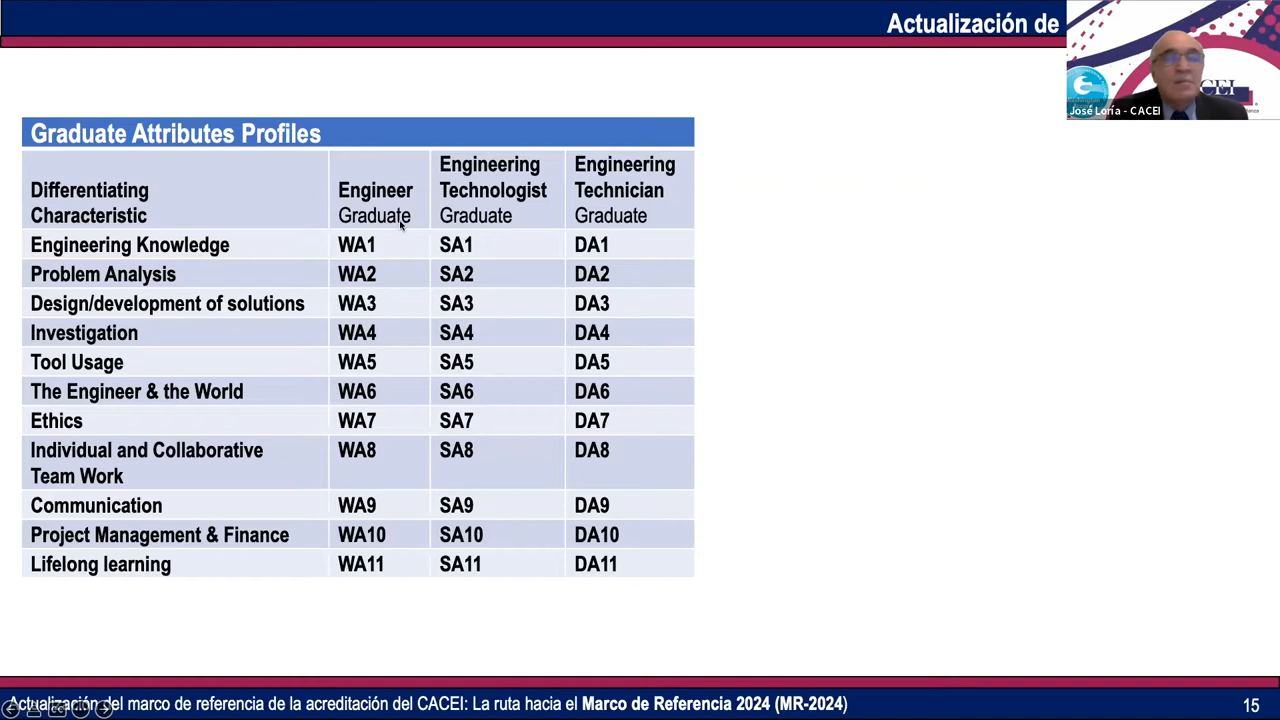 Actualización de
José Loría - CACEI
Graduate Attributes Profiles
Differentiating
Characteristic
Engineer
Graduate
Engineering
Technologist
Graduate
Engineering
Technician
Graduate
Engineering Knowledge WA1 SA1 DA1
Problem Analysis WA2 SA2 DA2
Design/development of solutions WA3 SA3 DA3
Investigation WA4 SA4 DA4
Tool Usage WA5 SA5 DA5
The Engineer & the World WA6 SA6 DA6
Ethics WA7 SA7 DA7
Individual and Collaborative WA8 SA8 DA8
Team Work
Communication WA9 SA9 DA9
Project Management & Finance WA10 SA10 DA10
Lifelong learning WA11 SA11 DA11
Actualización del marco de referencia de la acreditación del CACEI: La ruta hacia el Marco de Referencia 2024 (MR-2024)
15